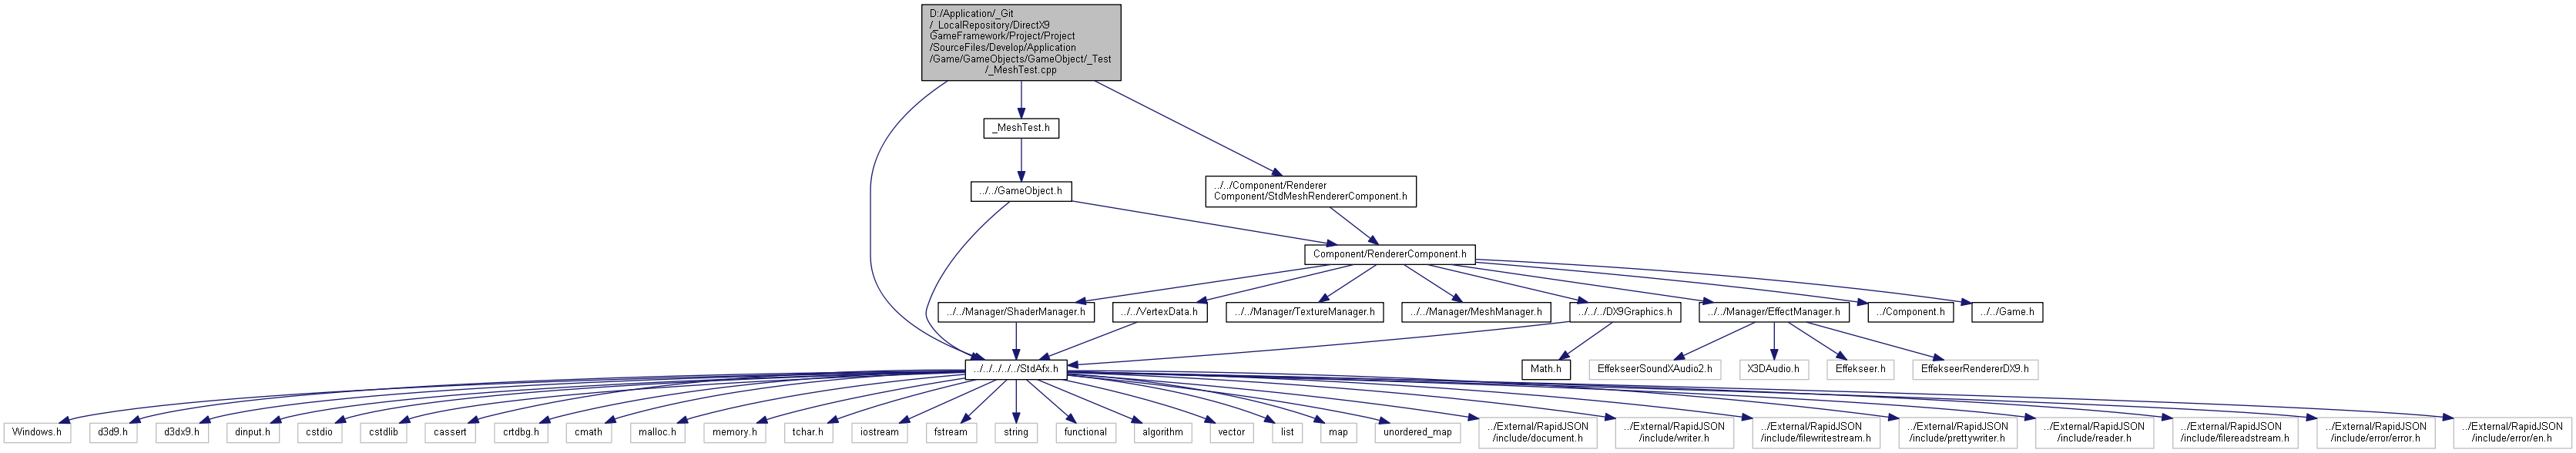 D:/Application/_Git
/_LocalRepository/DirectX9
GameFramework/Project/Project
/SourceFiles/Develop/Application
/Game/GameObjects/GameObject/_Test
/_MeshTest.cpp
_MeshTest.h
../../GameObject.h
../../Component/Renderer
Component/StdMeshRendererComponent.h
Component/RendererComponent.h
../../Manager/ShaderManager.h
../../VertexData.h
../../Manager/TextureManager.h
../../Manager/MeshManager.h
../../../DX9Graphics.h
../../Manager/EffectManager.h
../Component.h
../../Game.h
../../../../../StdAfx.h
Math.h
EffekseerSoundXAudio2.h
X3DAudio.h
Effekseer.h
EffekseerRendererDX9.h
Windows.h
d3d9.h
d3dx9.h
dinput.h
cstdio
cstdlib
cassert
crtdbg.h
cmath
malloc.h
memory.h
tchar.h
iostream
fstream
string
functional
algorithm
vector
list
map
unordered_map
../External/RapidJSON
/include/document.h
../External/RapidJSON
/include/writer.h
../External/RapidJSON
/include/filewritestream.h
../External/RapidJSON
/include/prettywriter.h
../External/RapidJSON
/include/reader.h
../External/RapidJSON
/include/filereadstream.h
../External/RapidJSON
/include/error/error.h
../External/RapidJSON
/include/error/en.h